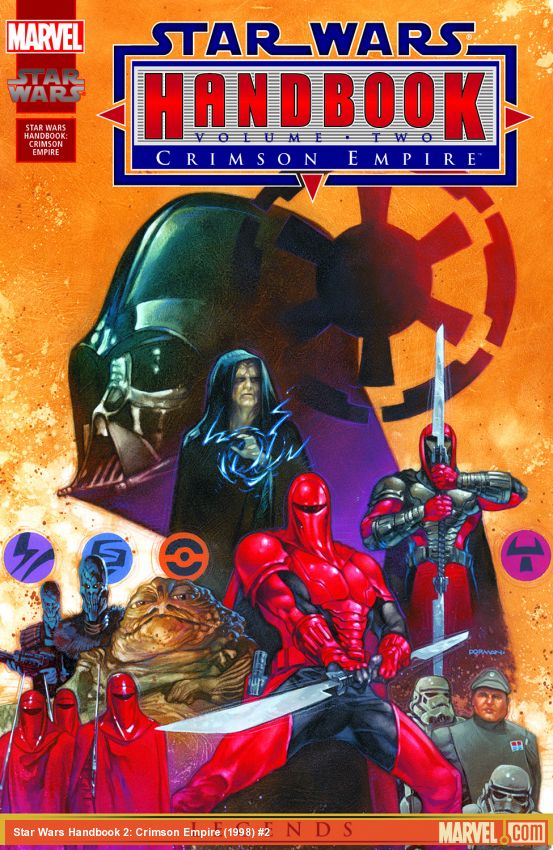 MARVEL
STAR WARS
STAR WARS
HANDBOOK:
CRIMSON
EMPIRE
STAR WARS®
HANDBOOK
VOLUME • TWO
CRIMSON EMPIRE™
DORMAN
LEGENDS
Star Wars Handbook 2: Crimson Empire (1998) #2
MARVEL.com